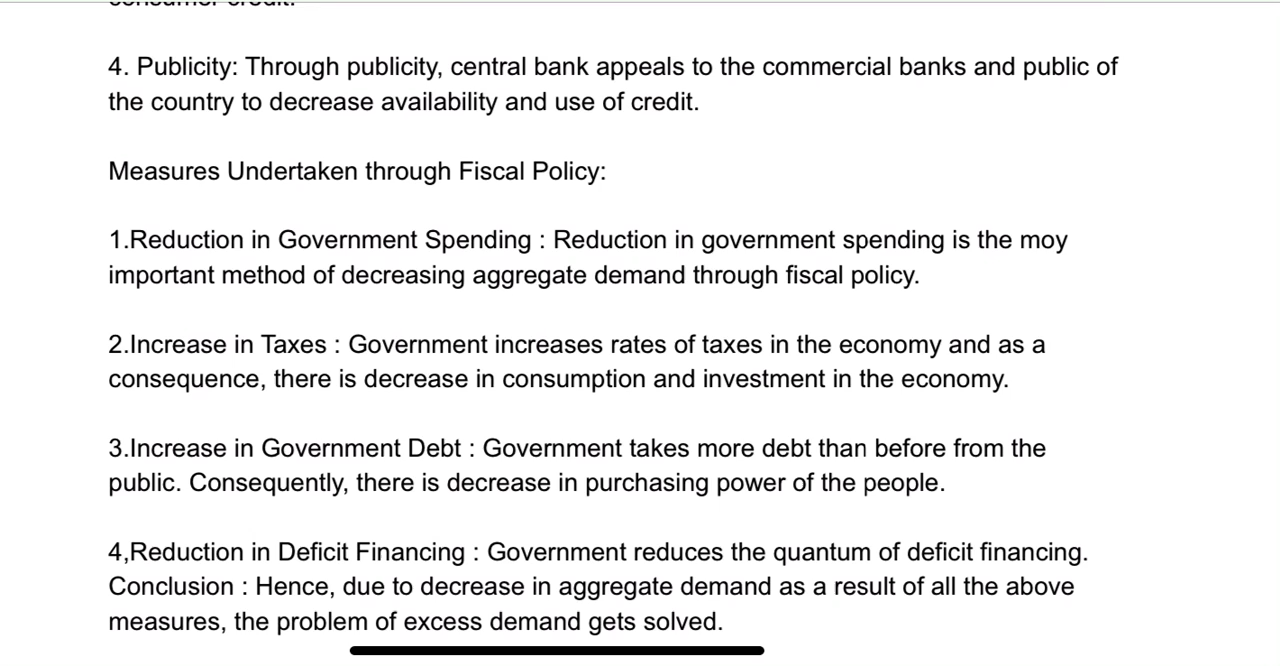 4. Publicity: Through publicity, central bank appeals to the commercial banks and public of
the country to decrease availability and use of credit.
Measures Undertaken through Fiscal Policy:
1.Reduction in Government Spending : Reduction in government spending is the moy
important method of decreasing aggregate demand through fiscal policy.
2.Increase in Taxes : Government increases rates of taxes in the economy and as a
consequence, there is decrease in consumption and investment in the economy.
3.Increase in Government Debt : Government takes more debt than before from the
public. Consequently, there is decrease in purchasing power of the people.
4,Reduction in Deficit Financing : Government reduces the quantum of deficit financing.
Conclusion : Hence, due to decrease in aggregate demand as a result of all the above
measures, the problem of excess demand gets solved.